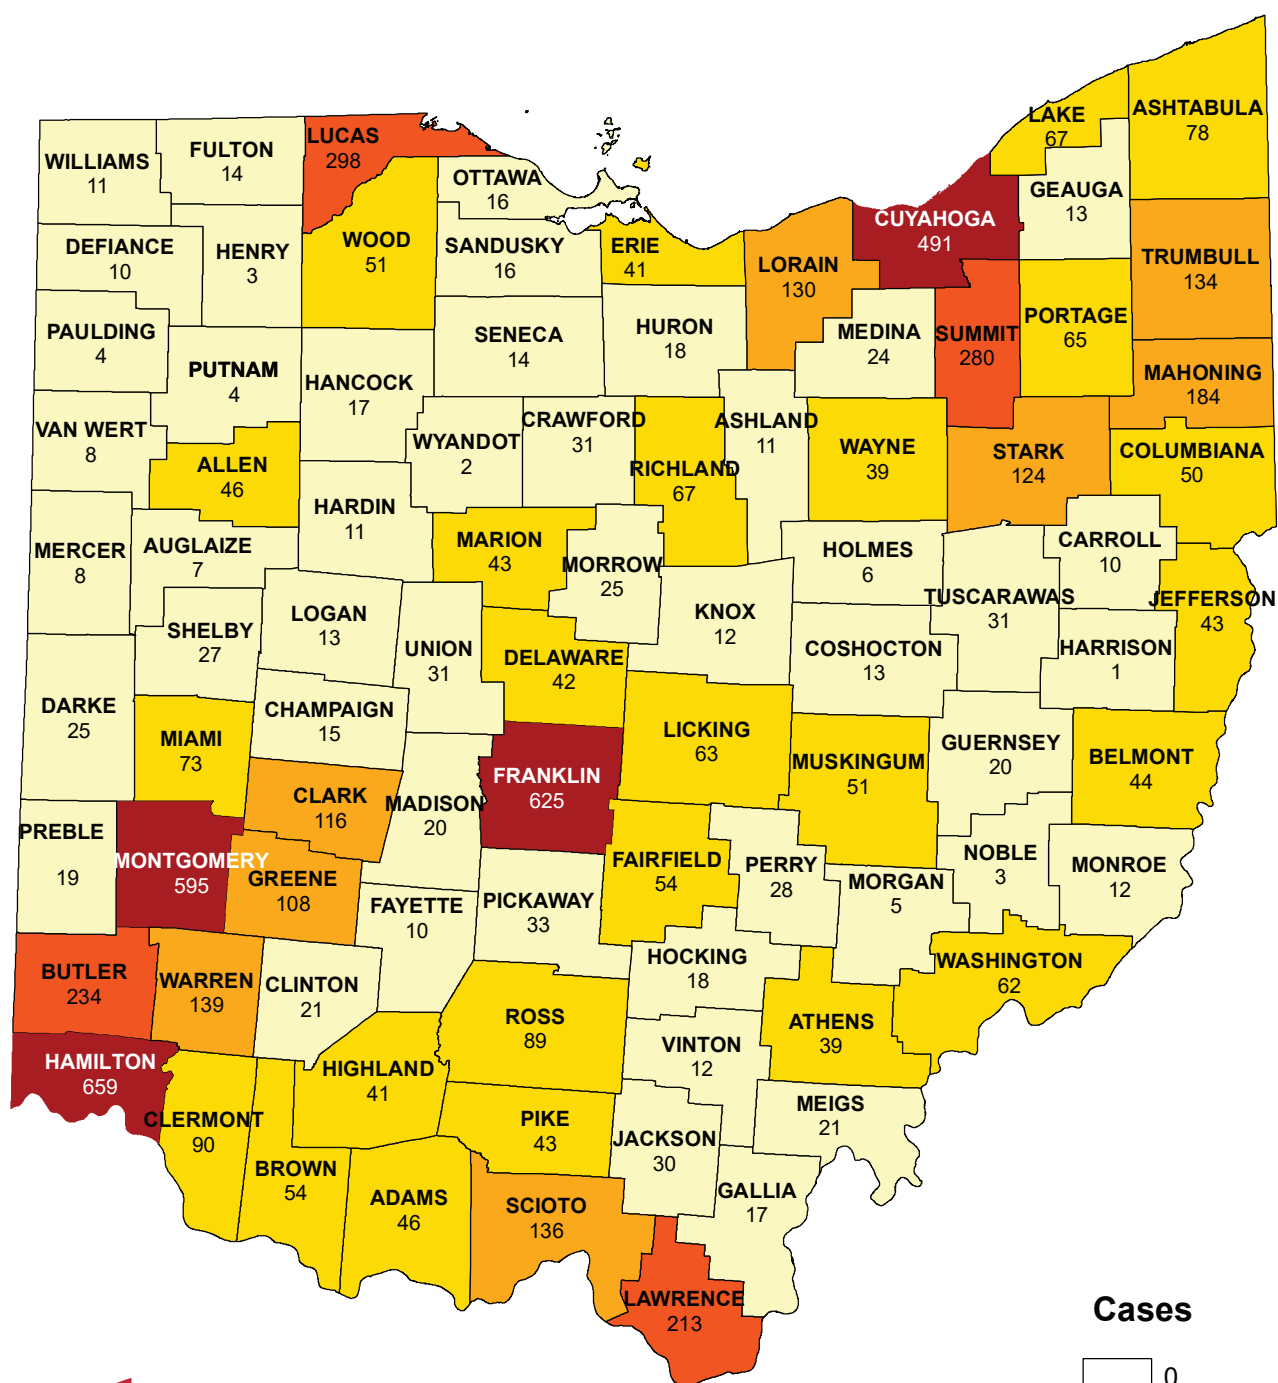 WILLIAMS
11
FULTON
14
LUCAS
298
OTTAWA
16
LAKE
67
ASHTABULA
78
GEAUGA
13
CUYAHOGA
491
DEFIANCE
10
HENRY
3
WOOD
51
SANDUSKY
16
ERIE
41
LORAIN
130
TRUMBULL
134
PAULDING
4
PUTNAM
4
HANCOCK
17
SENECA
14
HURON
18
MEDINA
24
SUMMIT
280
PORTAGE
65
MAHONING
184
VAN WERT
8
ALLEN
46
WYANDOT
2
CRAWFORD
31
RICHLAND
67
ASHLAND
11
WAYNE
39
STARK
124
COLUMBIANA
50
MERCER
8
AUGLAIZE
7
HARDIN
11
MARION
43
MORROW
25
HOLMES
6
CARROLL
10
TUSCARAWAS
31
JEFFERSON
43
SHELBY
27
LOGAN
13
UNION
31
DELAWARE
42
KNOX
12
COSHOCTON
13
HARRISON
1
DARKE
25
MIAMI
73
CHAMPAIGN
15
LICKING
63
MUSKINGUM
51
GUERNSEY
20
BELMONT
44
CLARK
116
MADISON
20
FRANKLIN
625
PREBLE
19
MONTGOMERY
595
GREENE
108
FAYETTE
10
PICKAWAY
33
FAIRFIELD
54
PERRY
28
MORGAN
5
NOBLE
3
MONROE
12
BUTLER
234
WARREN
139
CLINTON
21
ROSS
89
HOCKING
18
ATHENS
39
WASHINGTON
62
HAMILTON
659
CLERMONT
90
HIGHLAND
41
VINTON
12
MEIGS
21
BROWN
54
ADAMS
46
PIKE
43
JACKSON
30
GALLIA
17
SCIOTO
136
LAWRENCE
213
Cases
0